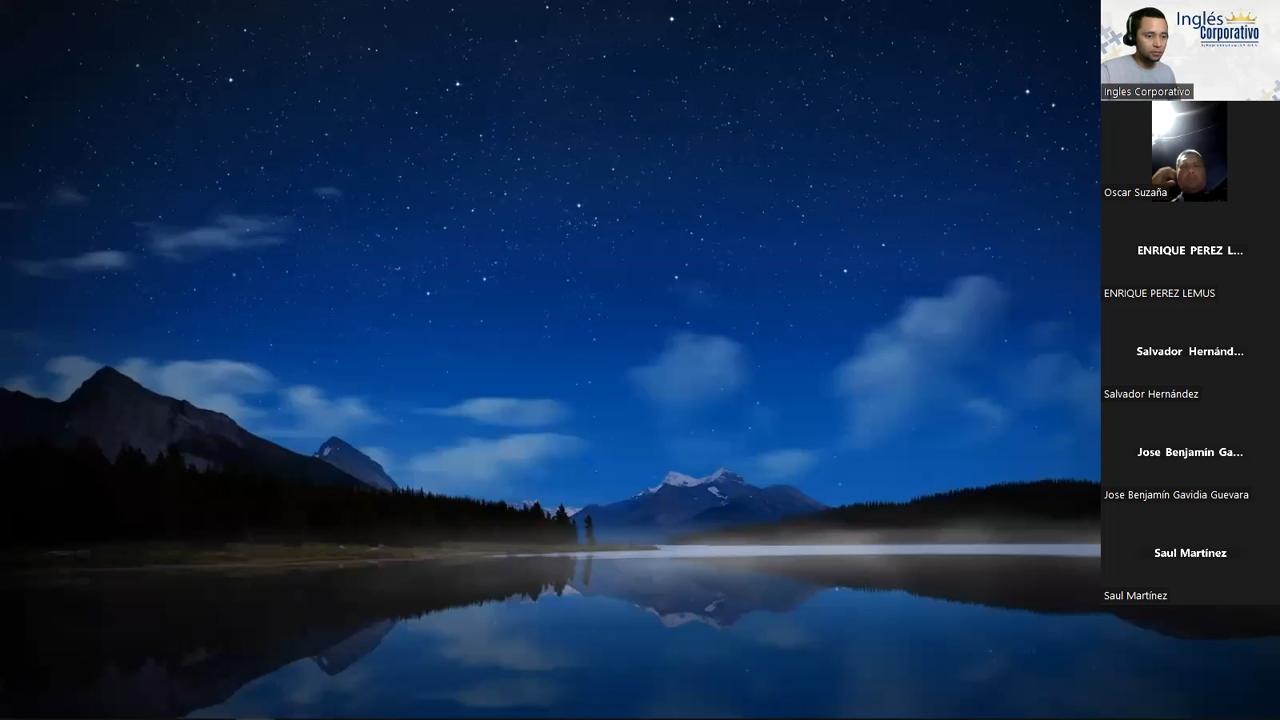 Inglés
Corporativo
Ingles Corporativo
Oscar Suzaña
ENRIQUE PEREZ L...
ENRIQUE PEREZ LEMUS
Salvador Hernánd...
Salvador Hernández
Jose Benjamín Ga...
Jose Benjamín Gavidia Guevara
Saul Martínez
Saul Martínez